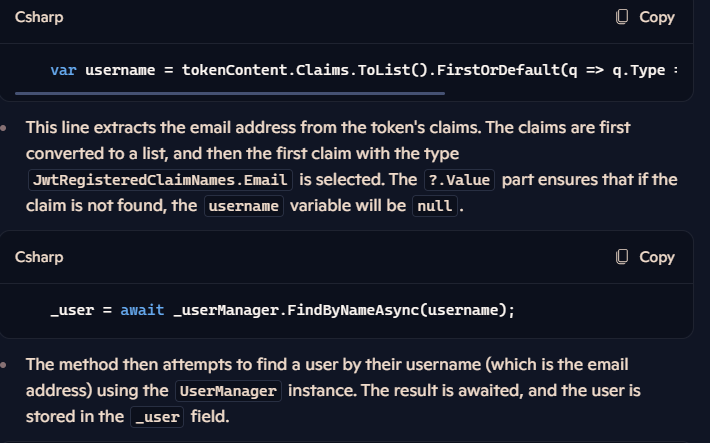 Csharp Copy
var username = tokenContent.Claims.ToList().FirstOrDefault(q => q.Type =
This line extracts the email address from the token's claims. The claims are first
converted to a list, and then the first claim with the type
JwtRegisteredClaimNames.Email is selected. The ?.Value part ensures that if the
claim is not found, the username variable will be null.
Csharp Copy
_user = await _userManager.FindByNameAsync(username);
The method then attempts to find a user by their username (which is the email
address) using the UserManager instance. The result is awaited, and the user is
stored in the _user field.